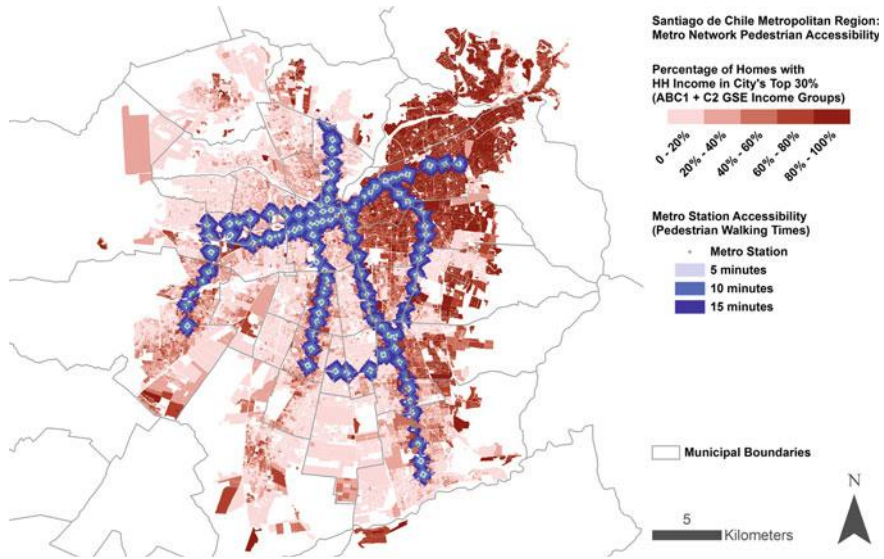 Santiago de Chile Metropolitan Region:
Metro Network Pedestrian Accessibility
Percentage of Homes with
HH Income in City's Top 30%
(ABC1 + C2 GSE Income Groups)
0 - 20%
20% - 40%
40% - 60%
60% - 80%
80% - 100%
Metro Station Accessibility
(Pedestrian Walking Times)
Metro Station
5 minutes
10 minutes
15 minutes
Municipal Boundaries
N
5
Kilometers